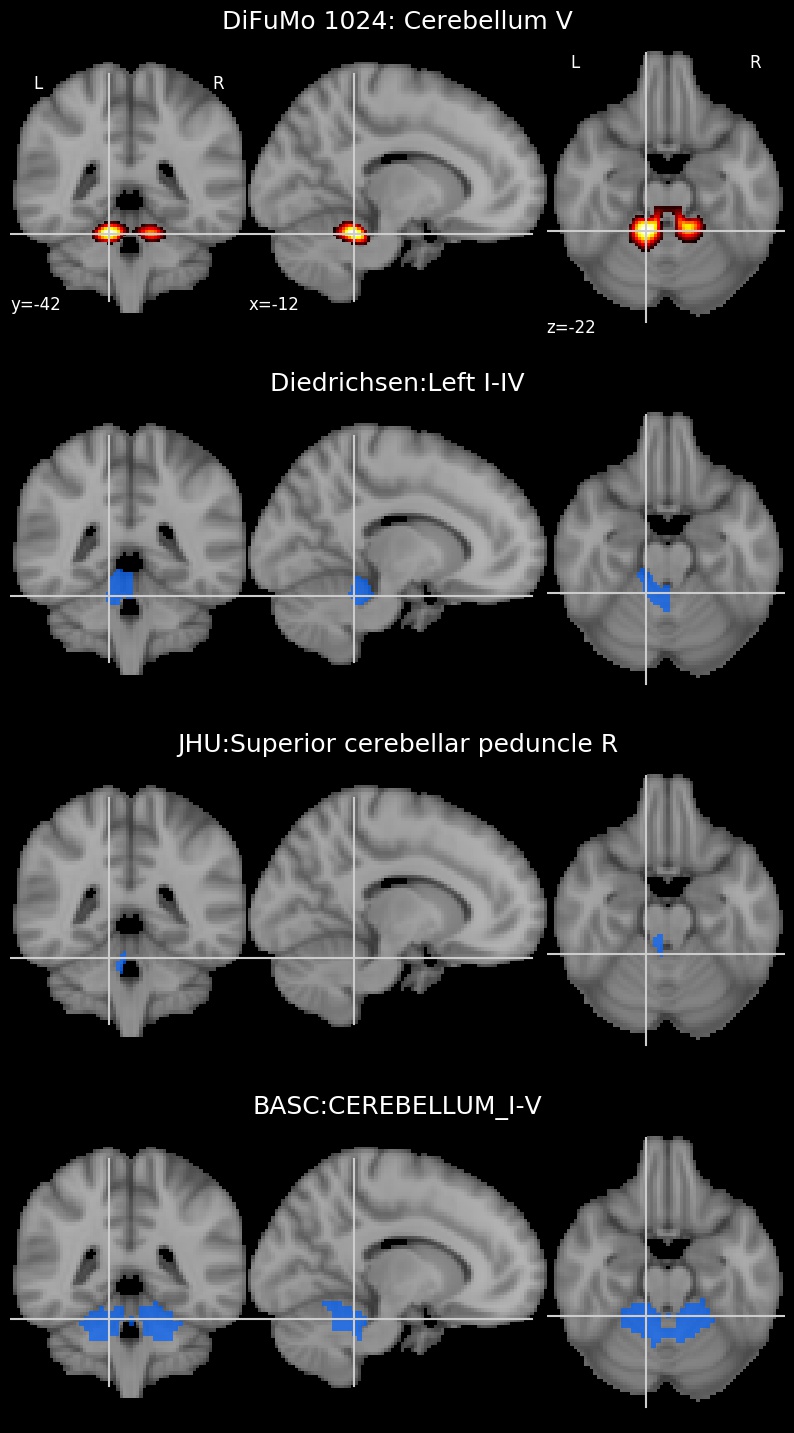 DiFuMo 1024: Cerebellum V
L R L R
y=-42 x=-12 z=-22
Diedrichsen:Left I-IV
JHU:Superior cerebellar peduncle R
BASC:CEREBELLUM_I-V